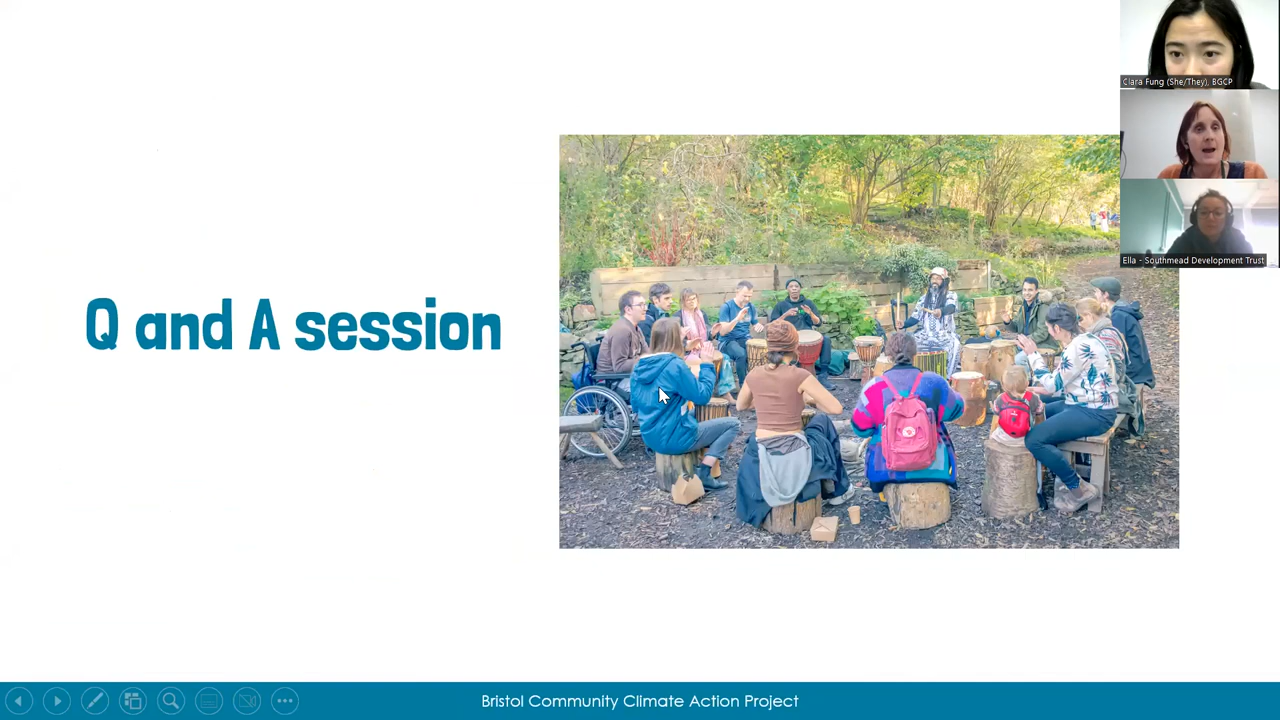 Clara Fung (She/They), BGCP
Ella - Southmead Development Trust
Q and A session
Bristol Community Climate Action Project